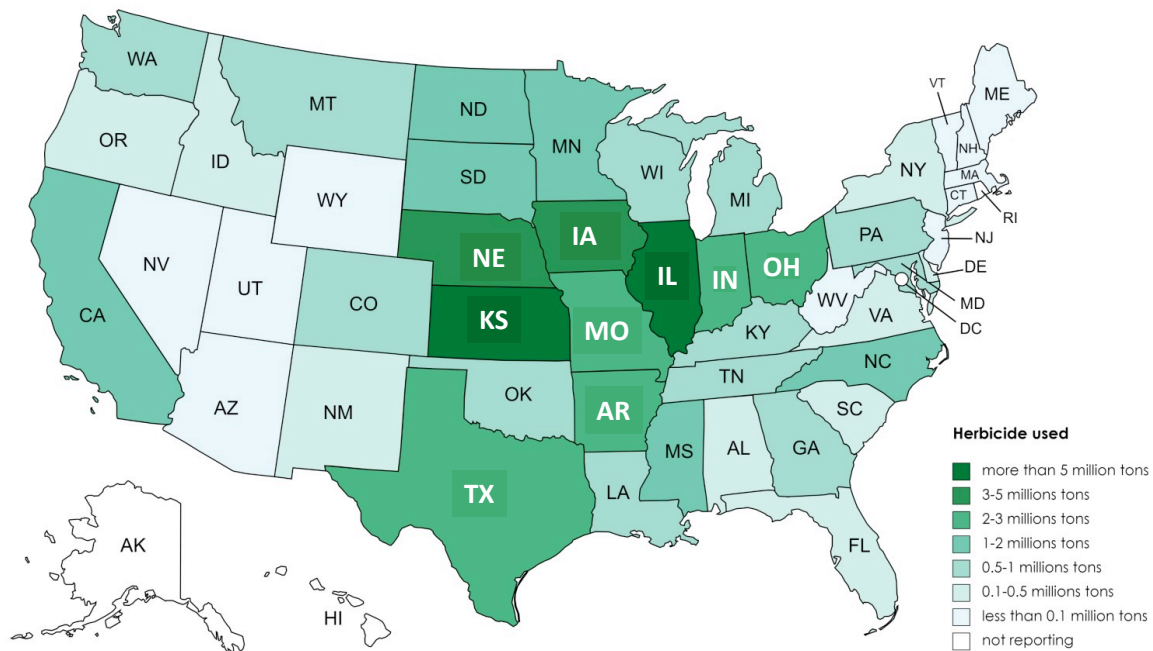 WA
MT
ND
MN
OR
ID
WY
SD
WI
MI
NY
VT
ME
NH
MA
CT
RI
NE
IA
IL
IN
OH
PA
NJ
DE
MD
DC
NV
UT
CO
KS
MO
KY
WV
VA
CA
AZ
NM
OK
AR
TN
NC
TX
LA
MS
AL
GA
SC
FL
AK
HI
Herbicide used
more than 5 million tons
3-5 millions tons
2-3 millions tons
1-2 millions tons
0.5-1 millions tons
0.1-0.5 millions tons
less than 0.1 million tons
not reporting